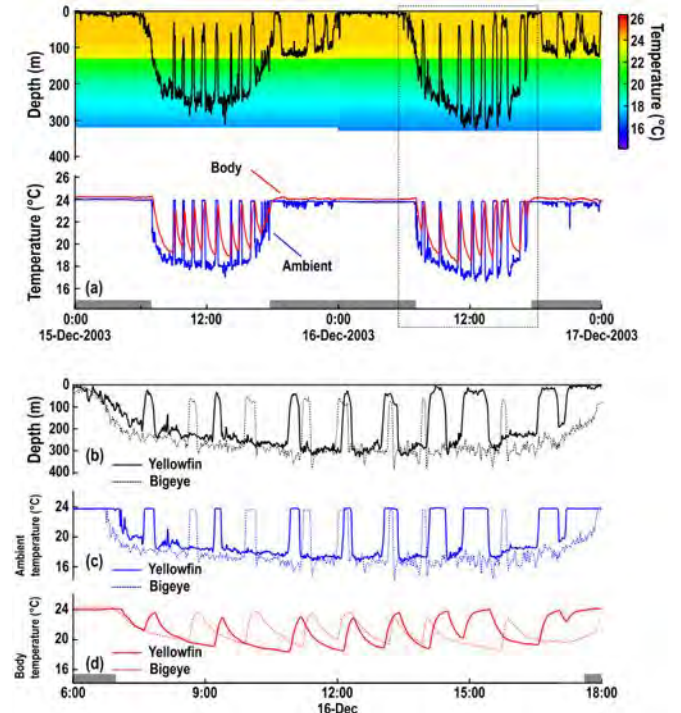 0
100
200
300
400
Depth (m)
26
24
22
20
18
16
Temperature (°C)
26
24
22
20
18
16
Temperature (°C)
Body
Ambient
(a)
0:00
12:00
0:00
12:00
0:00
15-Dec-2003
16-Dec-2003
17-Dec-2003
0
100
200
300
400
Depth (m)
(b)
Yellowfin
Bigeye
24
20
16
Ambient
temperature (°C)
(c)
Yellowfin
Bigeye
24
20
16
Body
temperature (°C)
(d)
Yellowfin
Bigeye
6:00
9:00
12:00
15:00
18:00
16-Dec